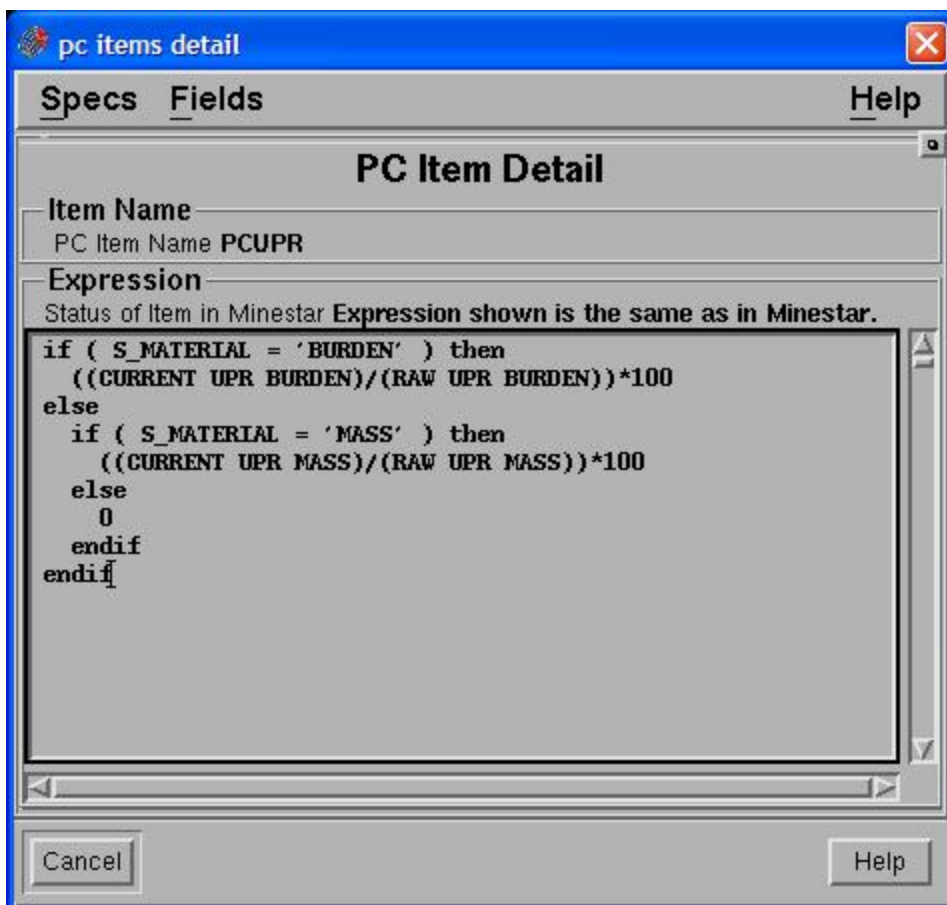 pc items detail
Specs Fields Help
PC Item Detail
Item Name
PC Item Name PCUPR
Expression
Status of Item in Minestar Expression shown is the same as in Minestar.
if ( S_MATERIAL = 'BURDEN' ) then
((CURRENT UPR BURDEN)/(RAW UPR BURDEN))*100
else
if ( S_MATERIAL = 'MASS' ) then
((CURRENT UPR MASS)/(RAW UPR MASS))*100
else
0
endif
endif
Cancel Help